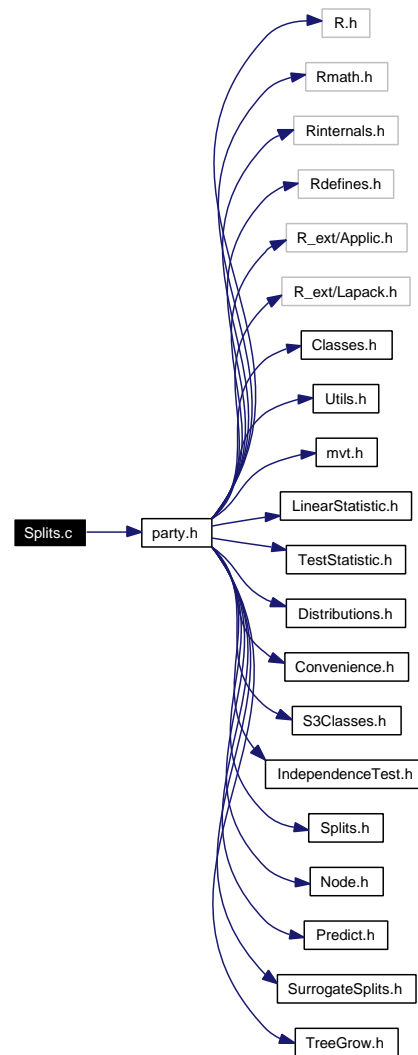 R.h
Rmath.h
Rinternals.h
Rdefines.h
R_ext/Applic.h
R_ext/Lapack.h
Classes.h
Utils.h
mvt.h
LinearStatistic.h
Splits.c
party.h
TestStatistic.h
Distributions.h
Convenience.h
S3Classes.h
IndependenceTest.h
Splits.h
Node.h
Predict.h
SurrogateSplits.h
TreeGrow.h